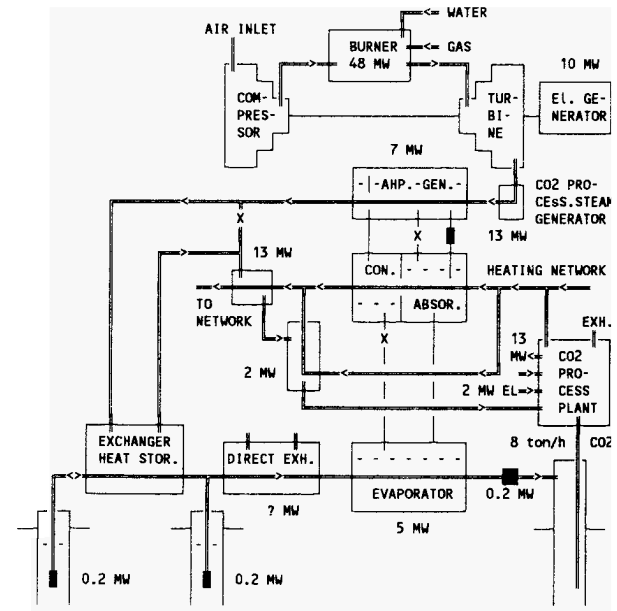 WATER
AIR INLET
BURNER
48 MW
GAS
10 MW
COM-
PRES-
SOR
TUR-
BI-
NE
El. GE-
NERATOR
7 MW
-|-AHP.-GEN.-
CO2 PRO-
CEsS.STEAM
GENERATOR
X
X
13 MW
13 MW
CON.
HEATING NETWORK
TO
NETWORK
ABSOR.
EXH.
X
13
MW
CO2
PRO-
CESS
PLANT
2 MW
2 MW EL
8 ton/h
CO2
EXCHANGER
HEAT STOR.
DIRECT EXH.
EVAPORATOR
0.2 MW
? MW
5 MW
0.2 MW
0.2 MW